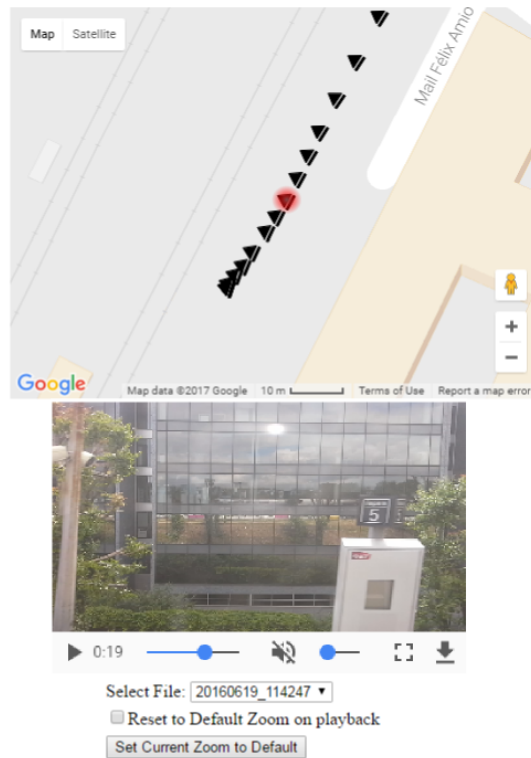 Map Satellite
Mail Félix Amio
Google
Map data ©2017 Google 10 m Terms of Use Report a map error
5
0:19
Select File: 20160619_114247
Reset to Default Zoom on playback
Set Current Zoom to Default